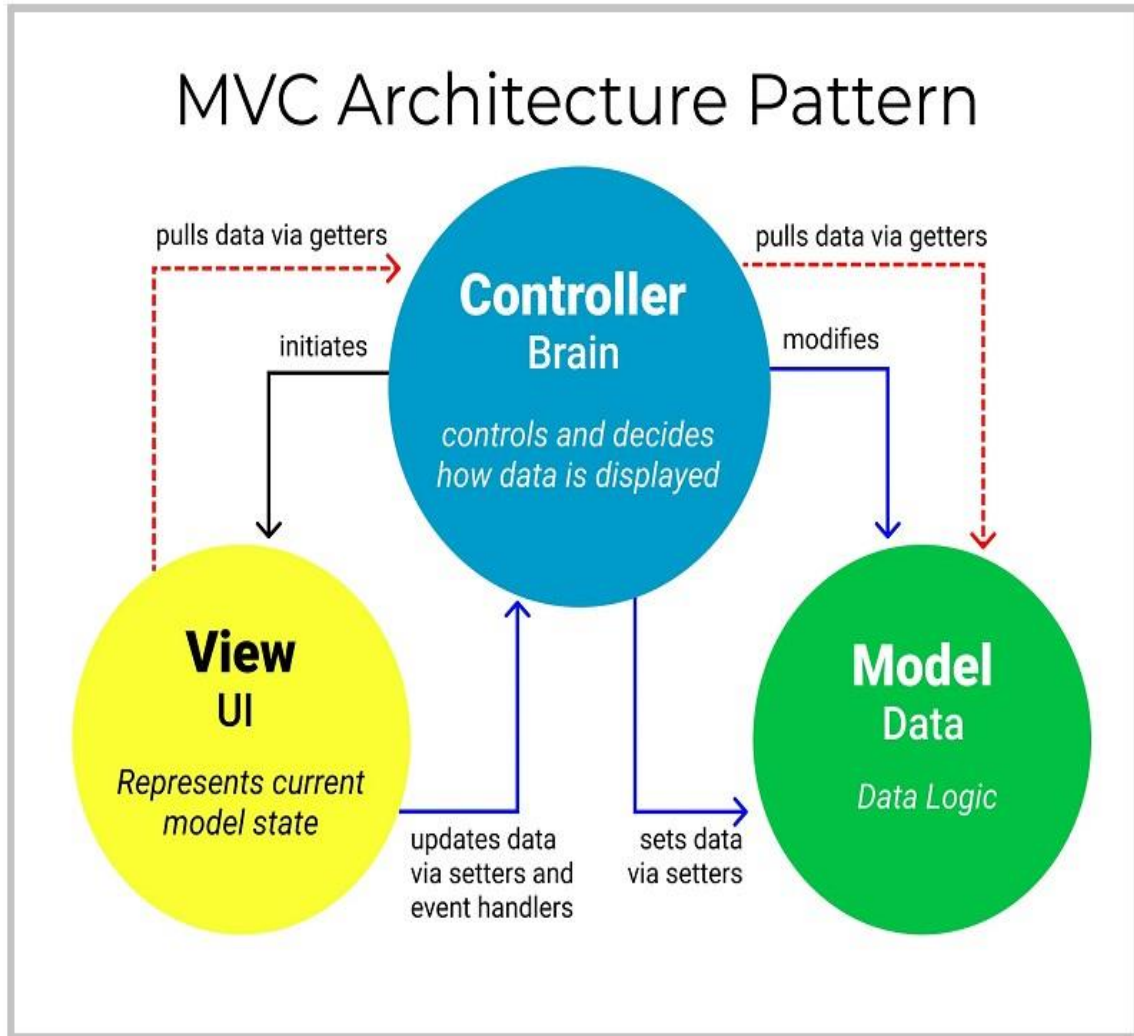 MVC Architecture Pattern
pulls data via getters
pulls data via getters
Controller
Brain
initiates
modifies
controls and decides
how data is displayed
View
UI
Represents current
model state
Model
Data
Data Logic
updates data
via setters and
event handlers
sets data
via setters